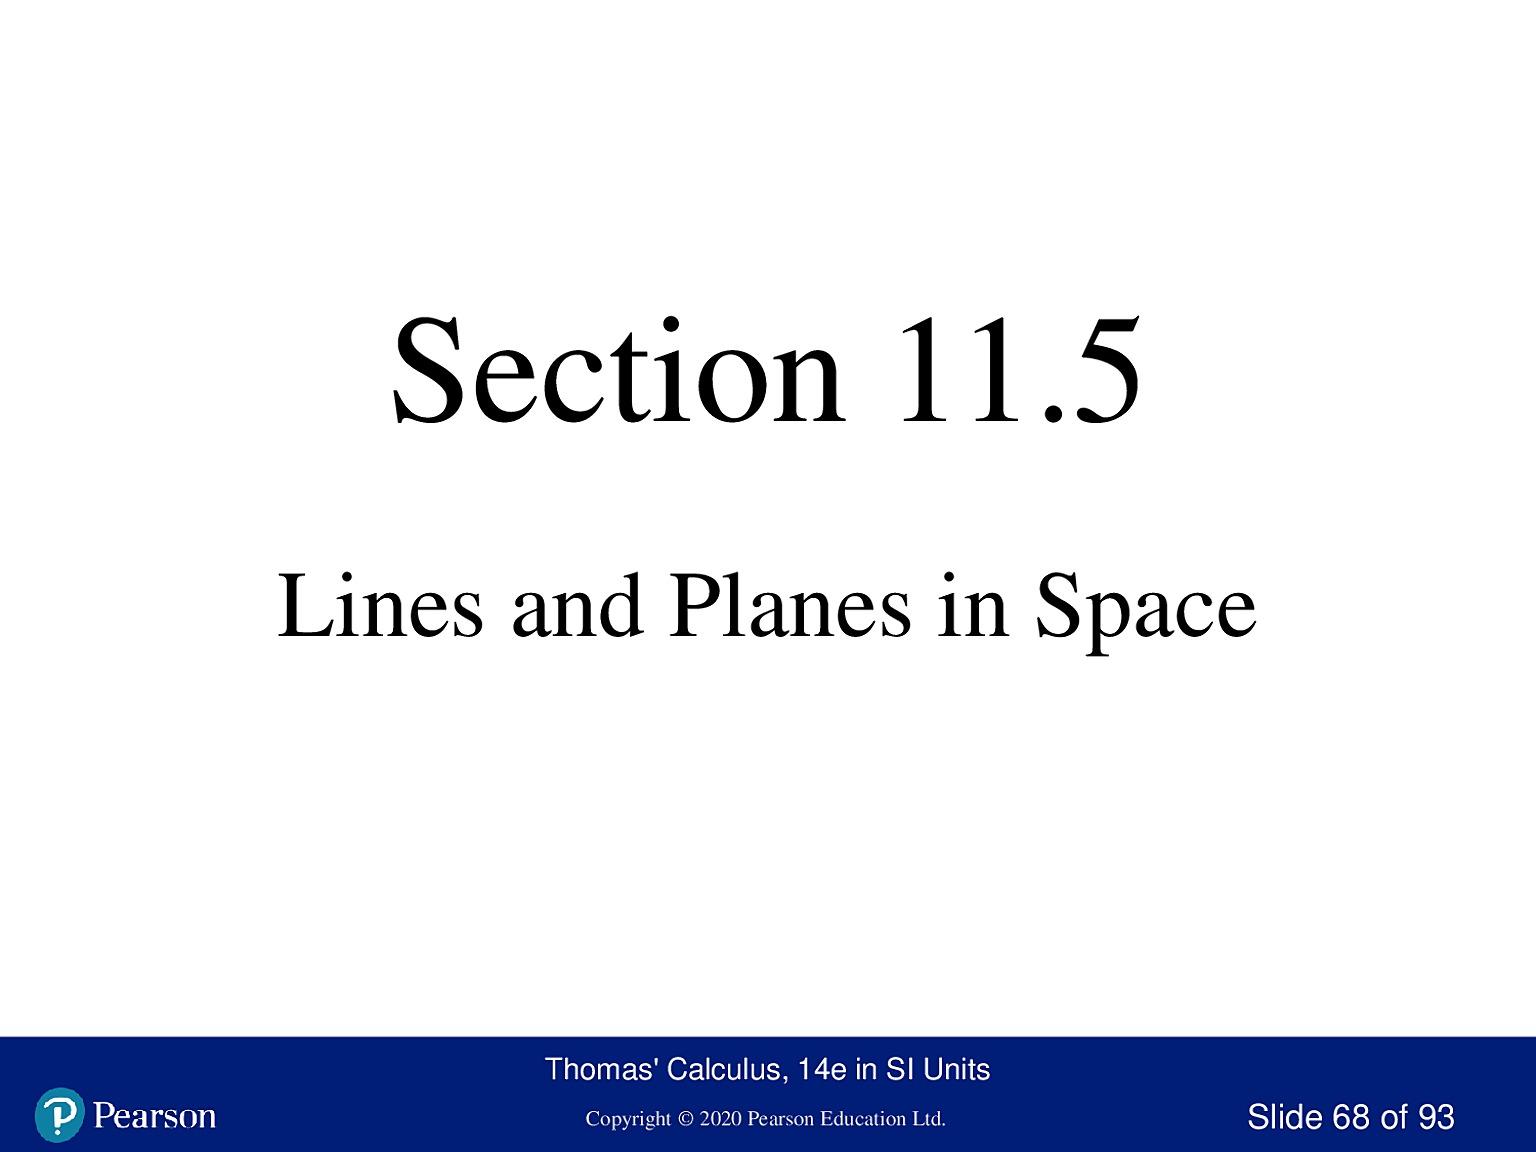 Section 11.5
Lines and Planes in Space
Thomas' Calculus, 14e in SI Units
Pearson
Copyright © 2020 Pearson Education Ltd.
Slide 68 of 93